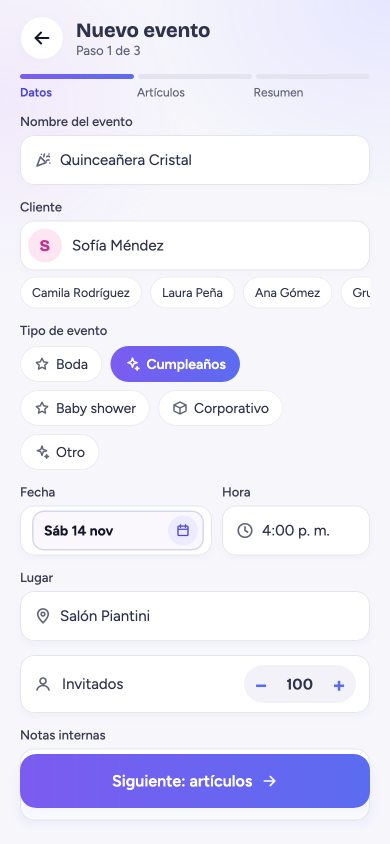 Nuevo evento
Paso 1 de 3
Datos Artículos Resumen
Nombre del evento
Quinceañera Cristal
Cliente
S Sofía Méndez
Camila Rodríguez Laura Peña Ana Gómez Gru
Tipo de evento
Boda Cumpleaños
Baby shower Corporativo
Otro
Fecha Hora
Sáb 14 nov 4:00 p. m.
Lugar
Salón Piantini
Invitados − 100 +
Notas internas
Siguiente: artículos →